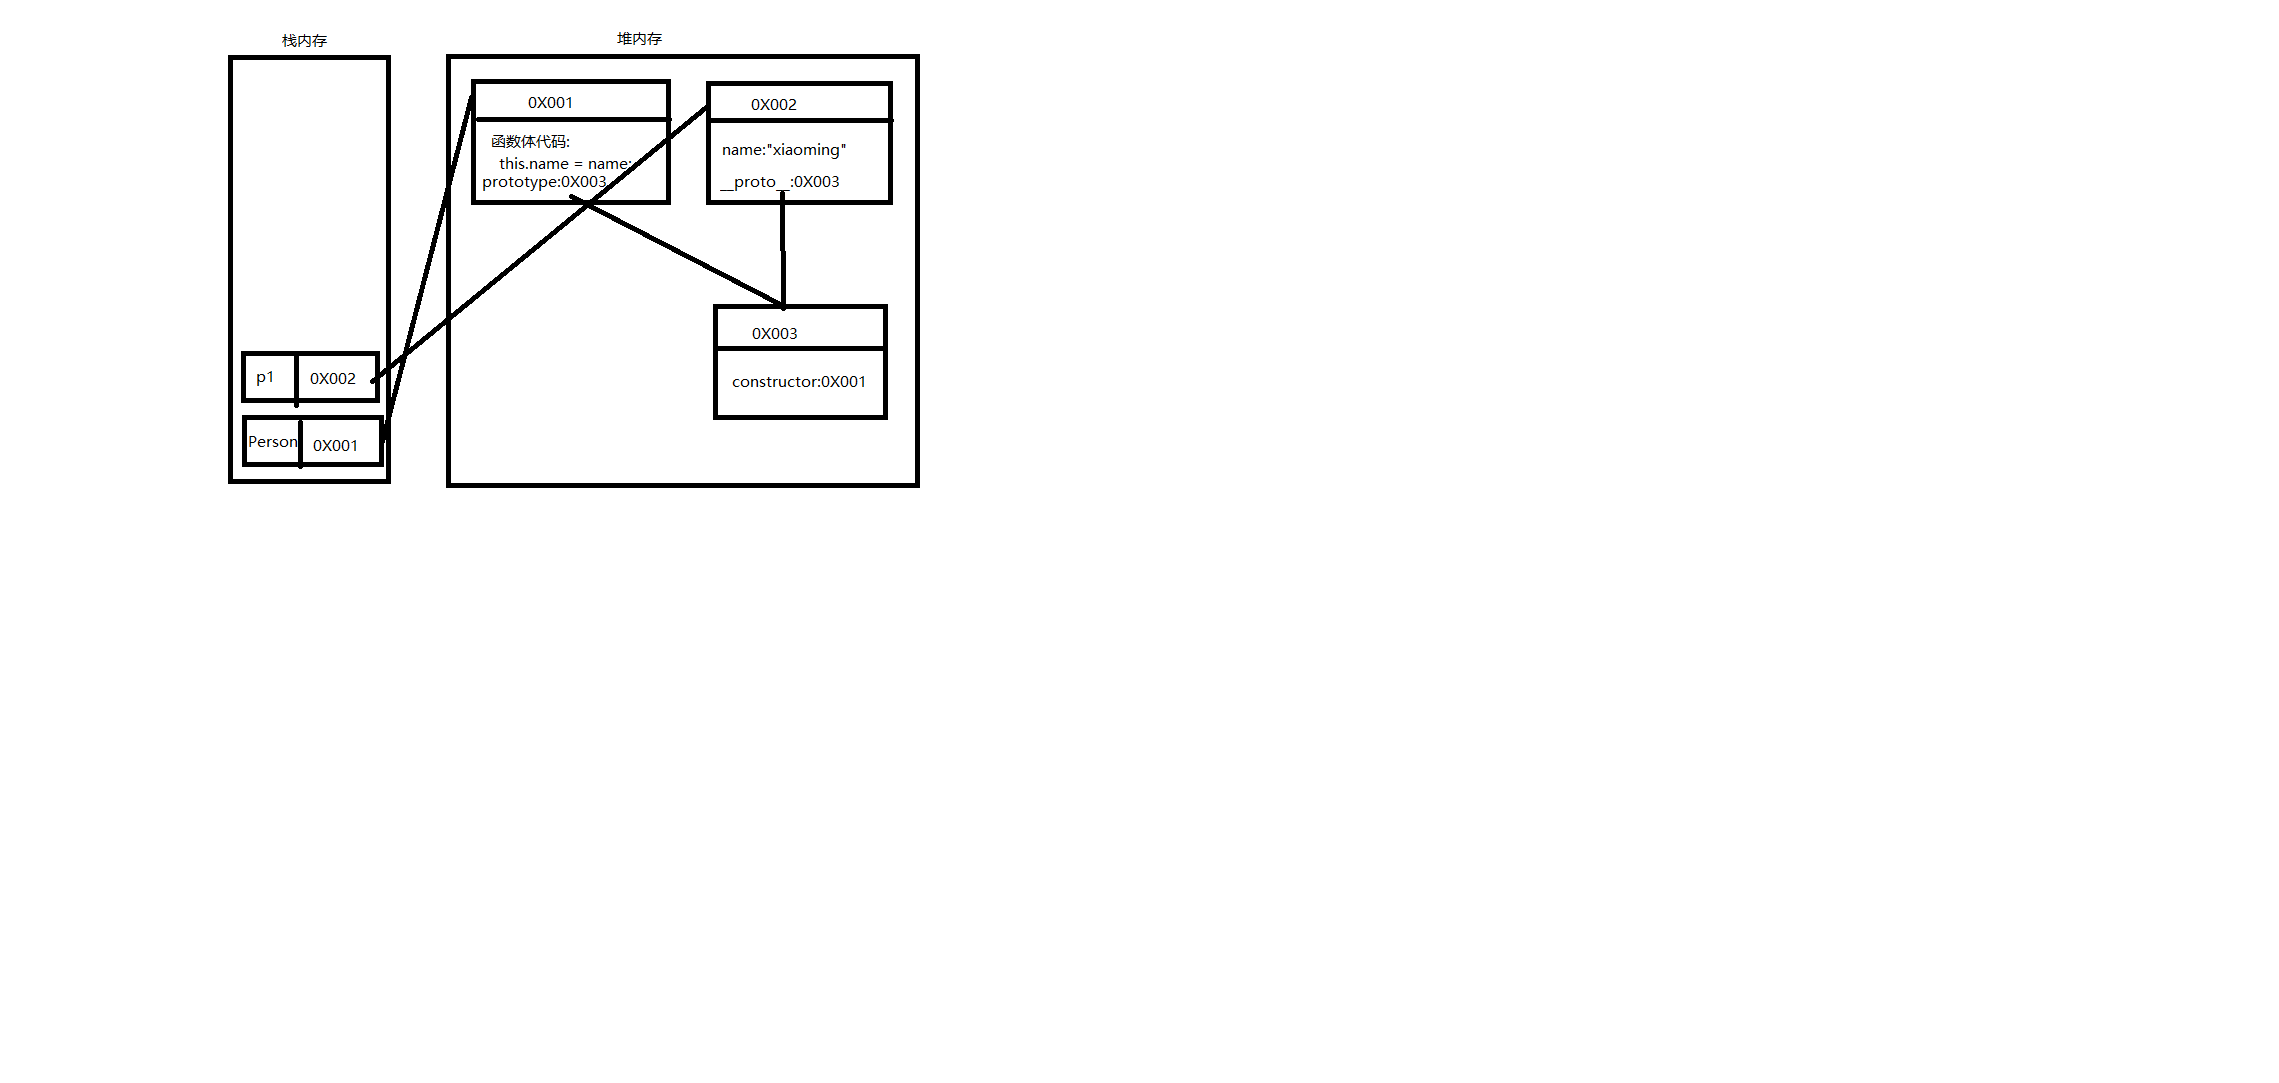 栈内存
堆内存
0X001
函数体代码:
this.name = name;
prototype:0X003
0X002
name:"xiaoming"
__proto__:0X003
0X003
constructor:0X001
p1
0X002
Person
0X001